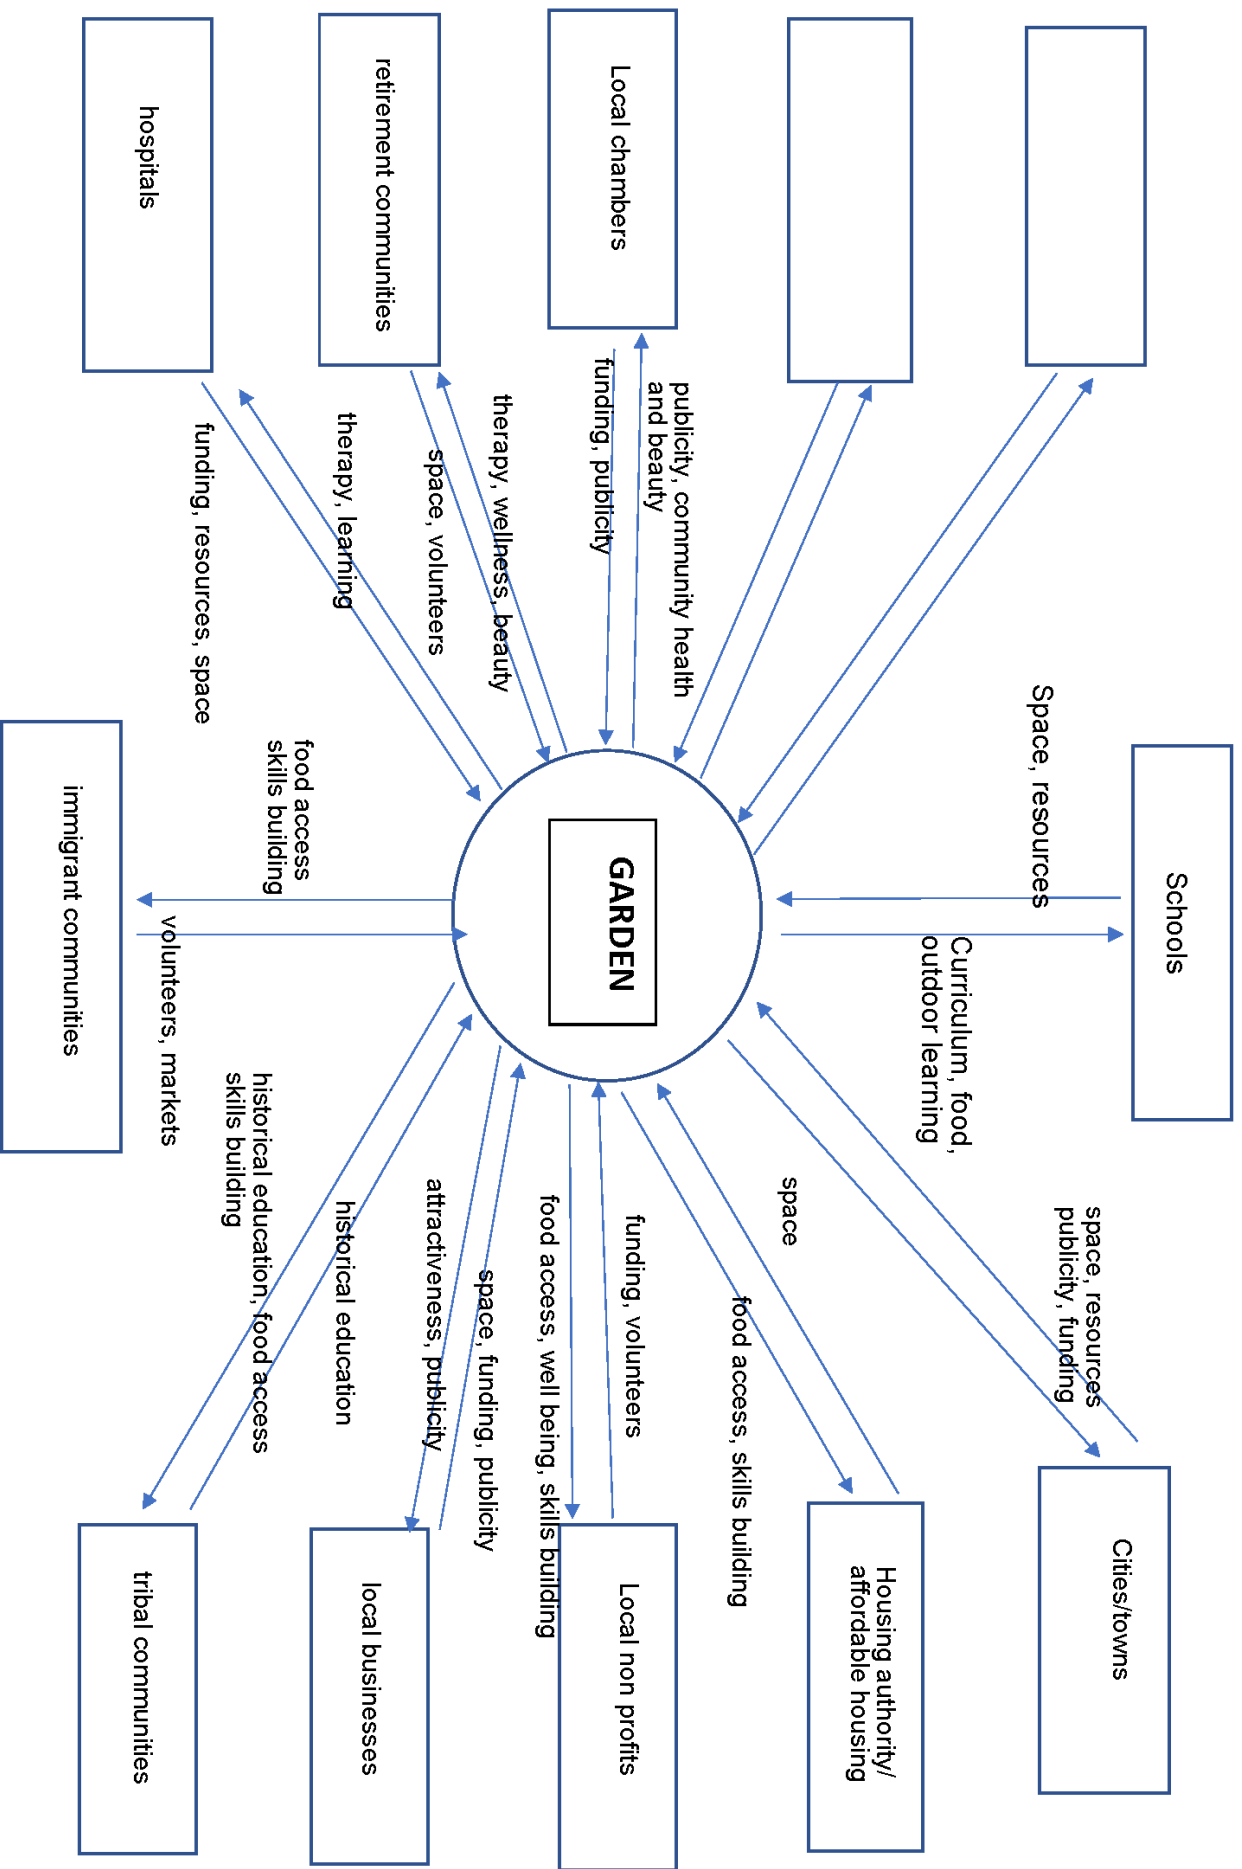 Schools
Space, resources
Curriculum, food,
outdoor learning
Cities/towns
space, resources
publicity, funding
Housing authority/
affordable housing
space
food access, skills building
Local chambers
publicity, community health
and beauty
funding, publicity
GARDEN
funding, volunteers
food access, well being, skills building
Local non profits
retirement communities
therapy, wellness, beauty
space, volunteers
space, funding, publicity
attractiveness, publicity
local businesses
hospitals
therapy, learning
funding, resources, space
food access
skills building
volunteers, markets
immigrant communities
historical education
historical education, food access
skills building
tribal communities